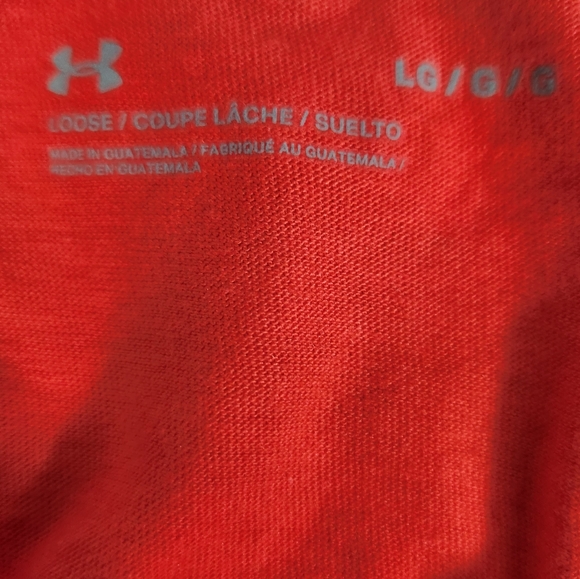 LG / G / G
LOOSE / COUPE LÂCHE / SUELTO
MADE IN GUATEMALA / FABRIQUÉ AU GUATEMALA /
HECHO EN GUATEMALA